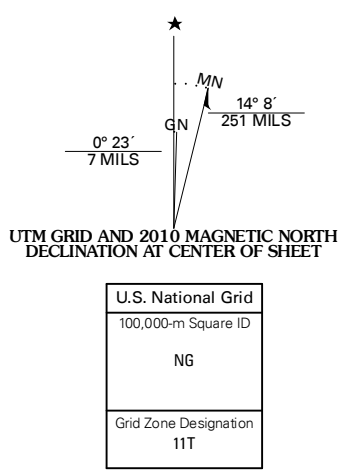 ★
MN
GN
14° 8´
251 MILS
0° 23´
7 MILS
UTM GRID AND 2010 MAGNETIC NORTH
DECLINATION AT CENTER OF SHEET
U.S. National Grid
100,000-m Square ID
NG
Grid Zone Designation
11T